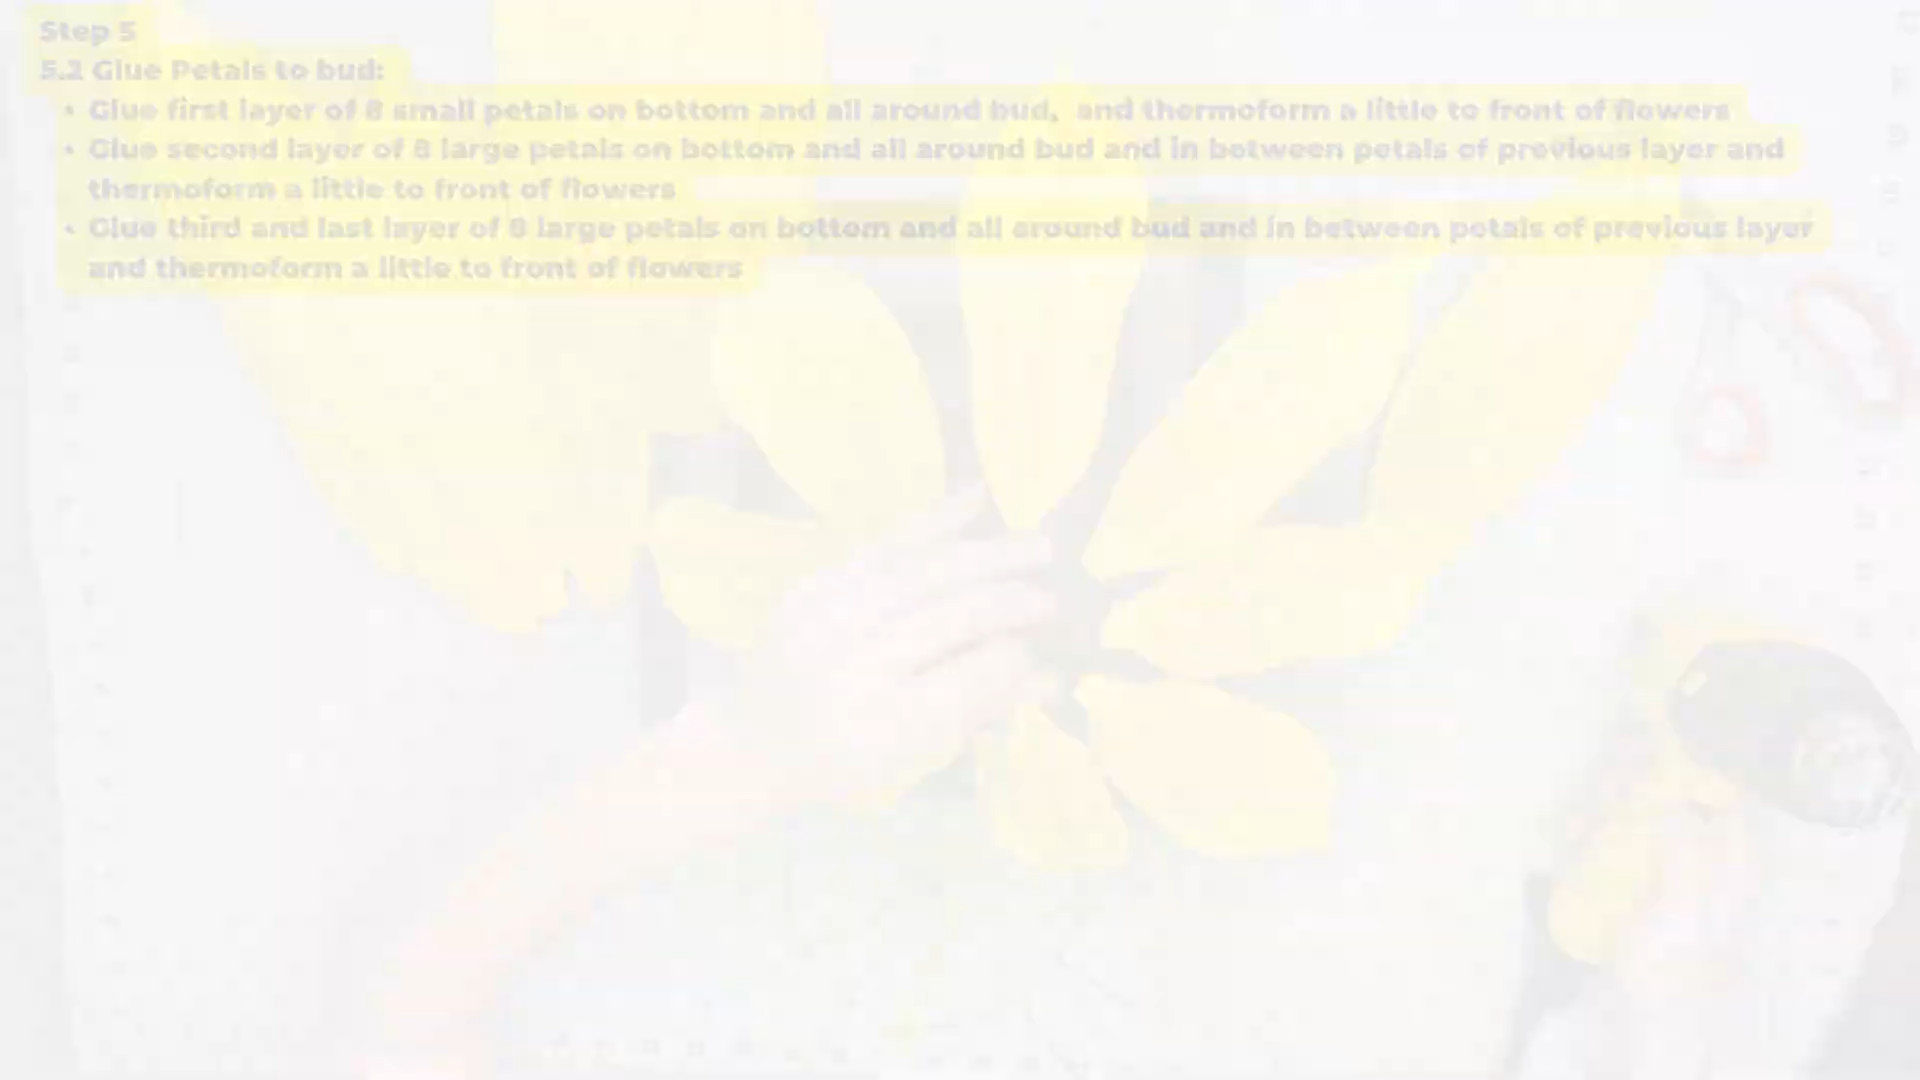 Step 5
5.2 Glue Petals to bud:
• Glue first layer of 8 small petals on bottom and all around bud, and thermoform a little to front of flowers
• Glue second layer of 8 large petals on bottom and all around bud and in between petals of previous layer and
thermoform a little to front of flowers
• Glue third and last layer of 8 large petals on bottom and all around bud and in between petals of previous layer
and thermoform a little to front of flowers